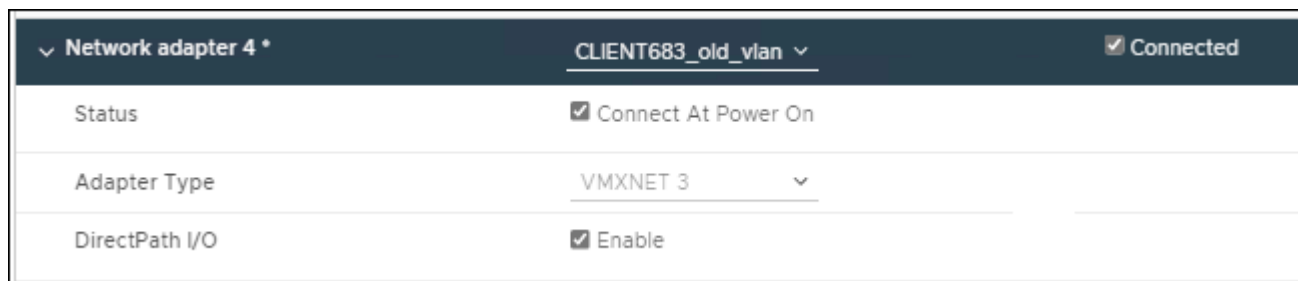 Network adapter 4 * CLIENT683_old_vlan Connected
Status Connect At Power On
Adapter Type VMXNET 3
DirectPath I/O Enable